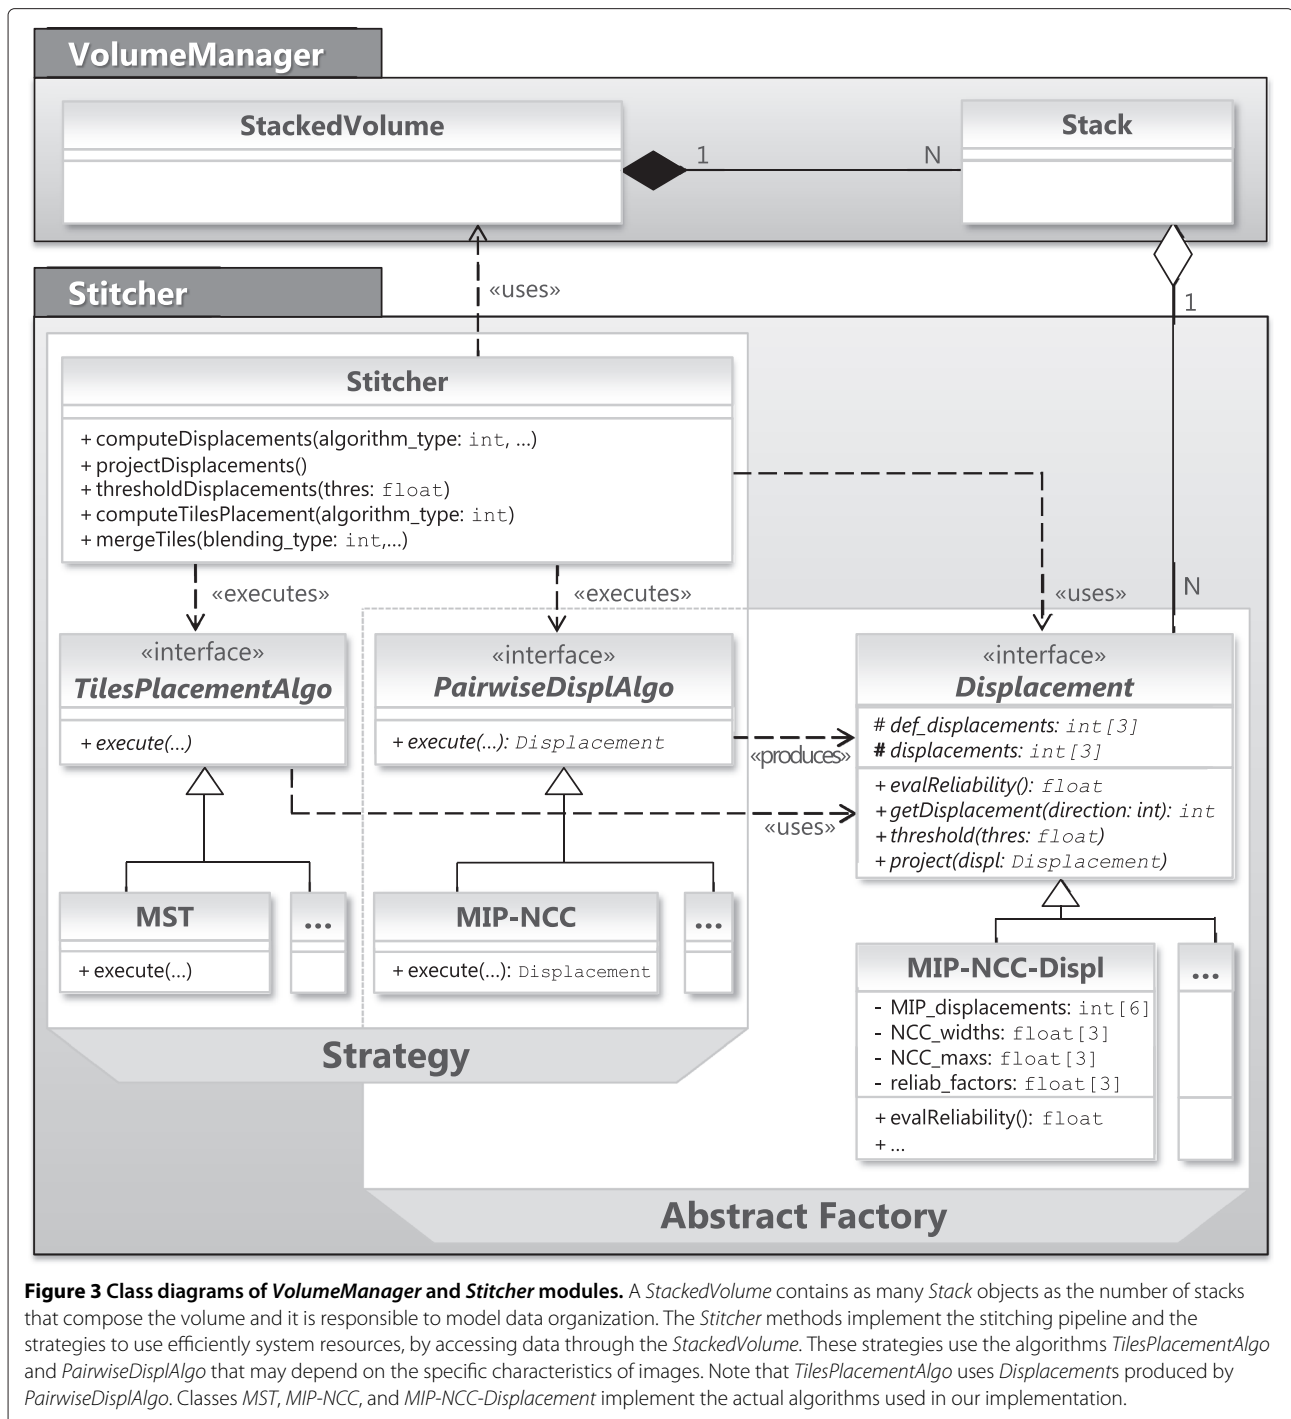 VolumeManager
StackedVolume
Stack
1
N
«uses»
1
Stitcher
Stitcher
+ computeDisplacements(algorithm_type: int, ...)
+ projectDisplacements()
+ thresholdDisplacements(thres: float)
+ computeTilesPlacement(algorithm_type: int)
+ mergeTiles(blending_type: int,...)
«executes»
«executes»
«uses»
N
«interface»
TilesPlacementAlgo
+ execute(...)
«interface»
PairwiseDisplAlgo
+ execute(...): Displacement
«interface»
Displacement
# def_displacements: int[3]
# displacements: int[3]
+ evalReliability(): float
+ getDisplacement(direction: int): int
+ threshold(thres: float)
+ project(displ: Displacement)
«produces»
«uses»
MST
+ execute(...)
...
MIP-NCC
+ execute(...): Displacement
...
MIP-NCC-Displ
- MIP_displacements: int[6]
- NCC_widths: float[3]
- NCC_maxs: float[3]
- reliab_factors: float[3]
+ evalReliability(): float
+ ...
...
Strategy
Abstract Factory
Figure 3 Class diagrams of VolumeManager and Stitcher modules. A StackedVolume contains as many Stack objects as the number of stacks
that compose the volume and it is responsible to model data organization. The Stitcher methods implement the stitching pipeline and the
strategies to use efficiently system resources, by accessing data through the StackedVolume. These strategies use the algorithms TilesPlacementAlgo
and PairwiseDisplAlgo that may depend on the specific characteristics of images. Note that TilesPlacementAlgo uses Displacements produced by
PairwiseDisplAlgo. Classes MST, MIP-NCC, and MIP-NCC-Displacement implement the actual algorithms used in our implementation.